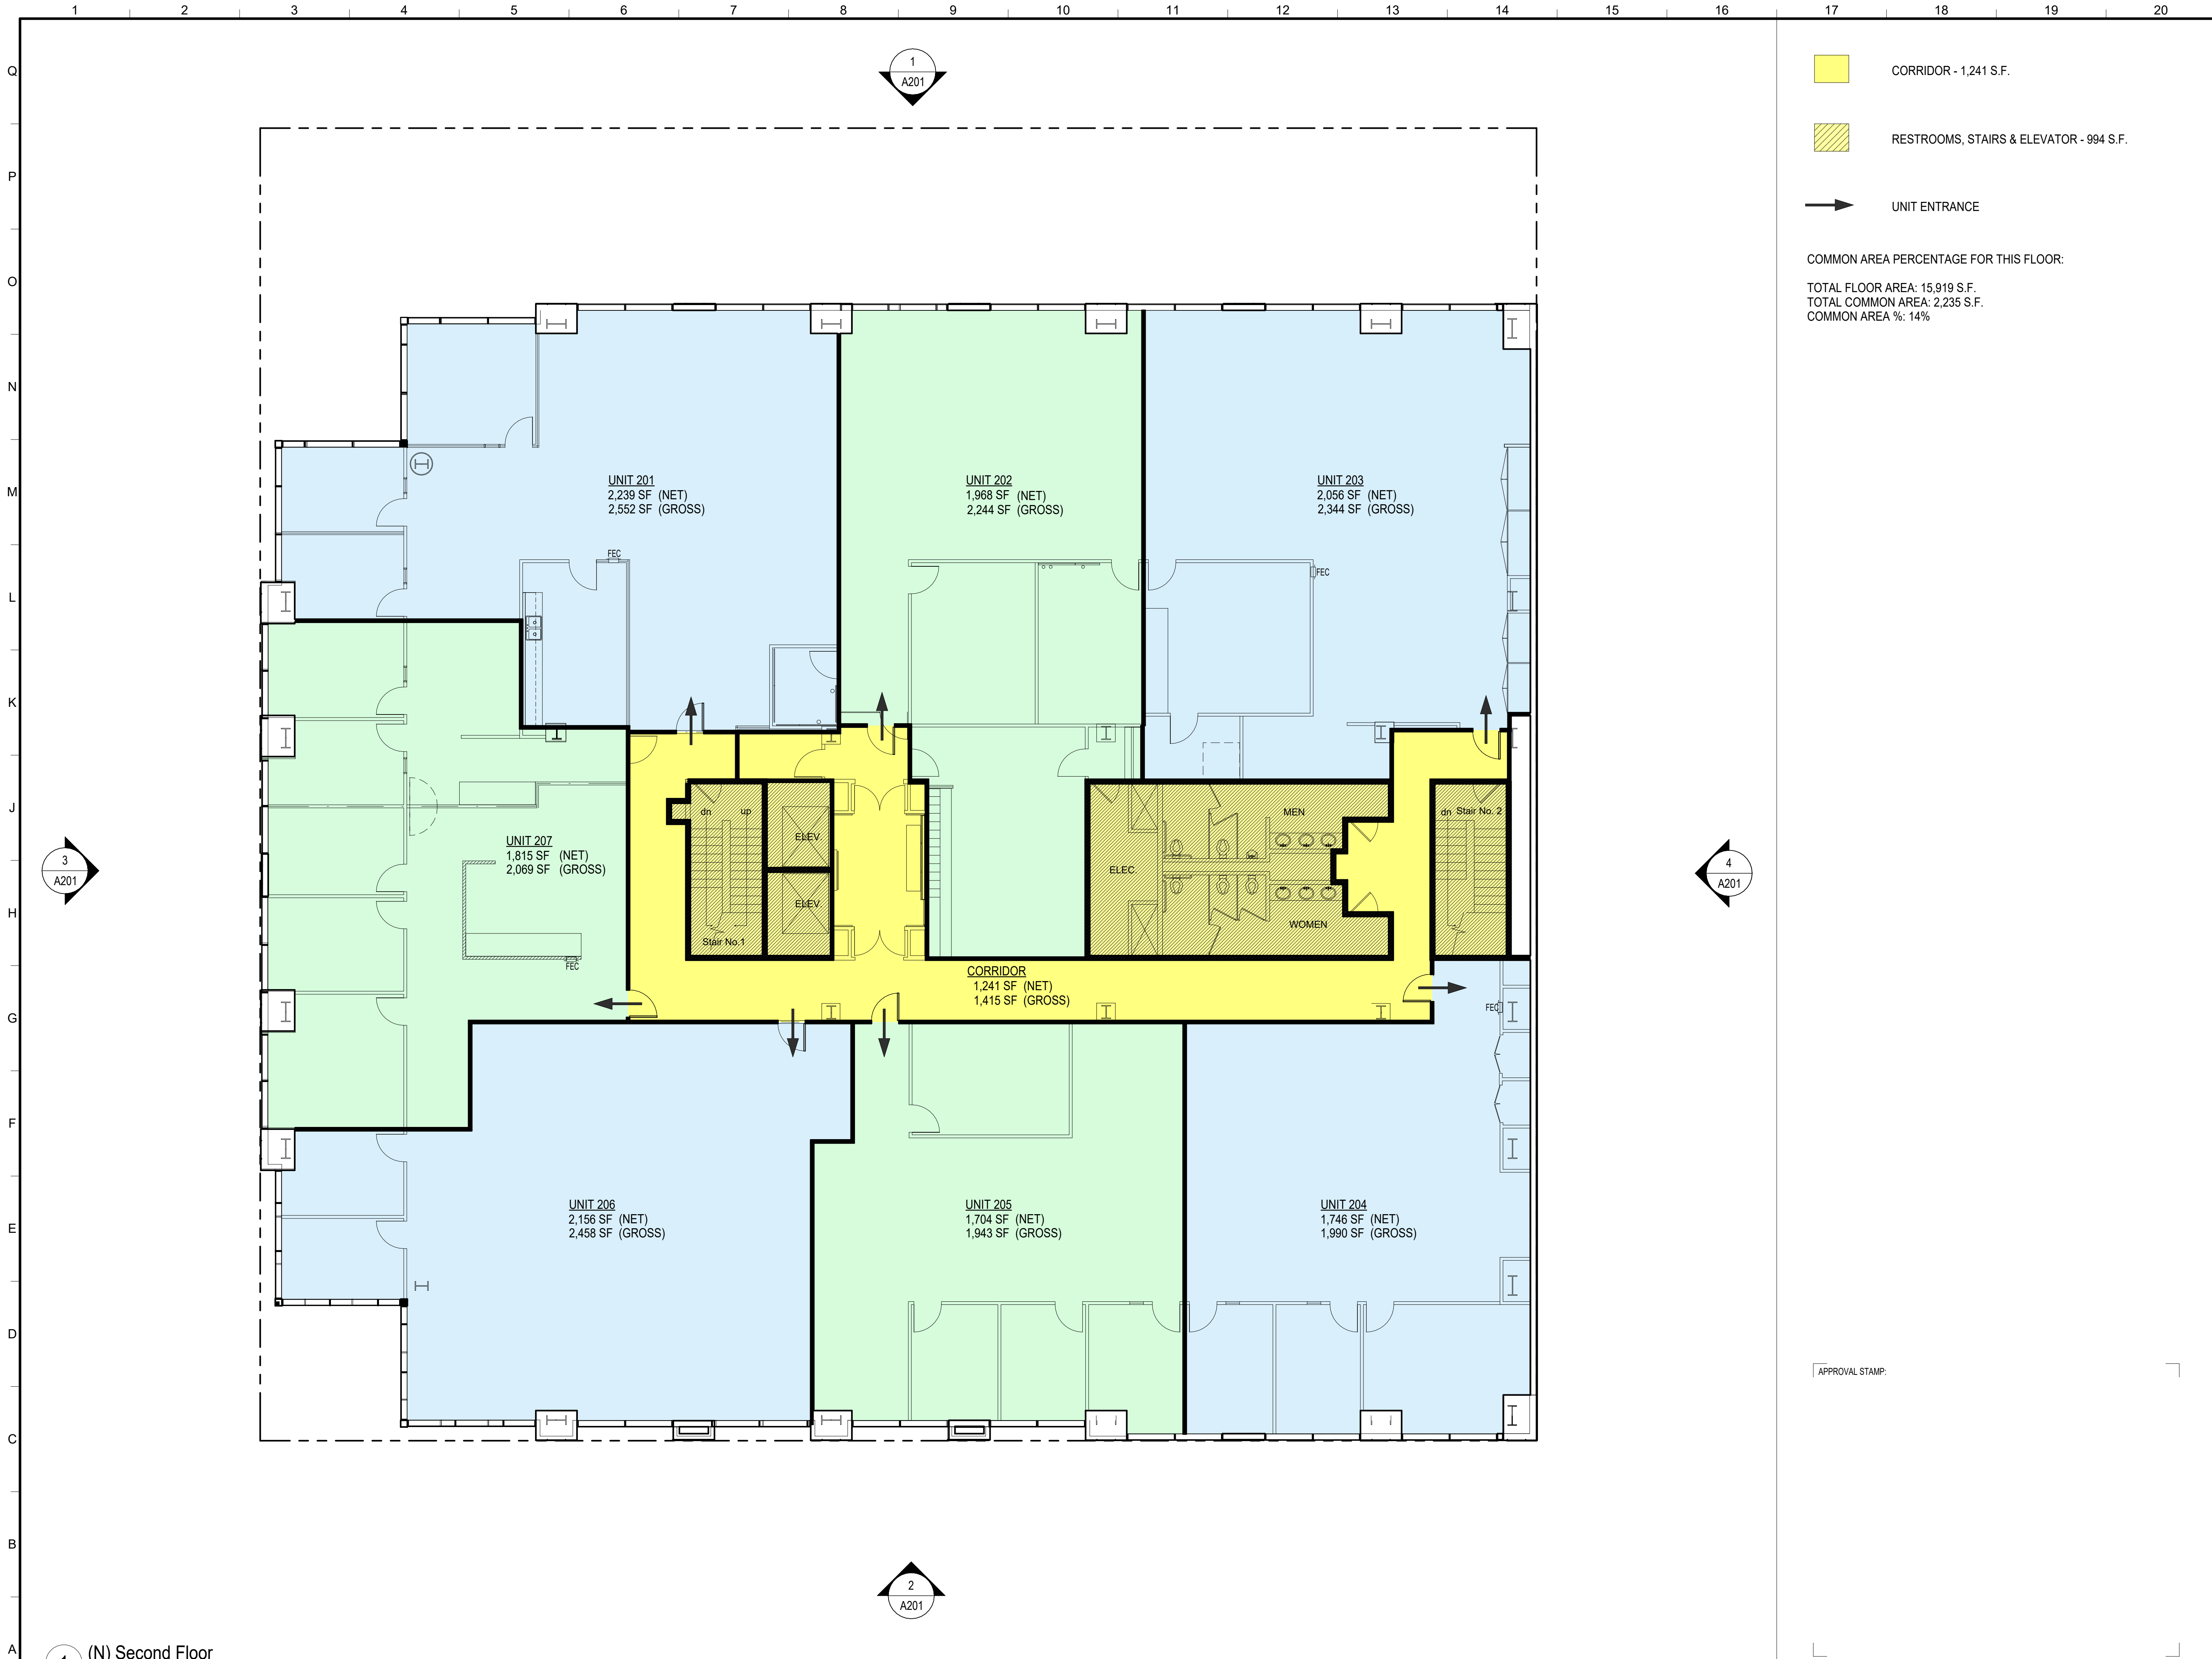 1 2 3 4 5 6 7 8 9 10 11 12 13 14 15 16 17 18 19 20
Q
P
O
N
M
L
K
J
H
G
F
E
D
C
B
A
1
A201
CORRIDOR - 1,241 S.F.
RESTROOMS, STAIRS & ELEVATOR - 994 S.F.
UNIT ENTRANCE
COMMON AREA PERCENTAGE FOR THIS FLOOR:
TOTAL FLOOR AREA: 15,919 S.F.
TOTAL COMMON AREA: 2,235 S.F.
COMMON AREA %: 14%
UNIT 201
2,239 SF (NET)
2,552 SF (GROSS)
UNIT 202
1,968 SF (NET)
2,244 SF (GROSS)
UNIT 203
2,056 SF (NET)
2,344 SF (GROSS)
FEC
FEC
dn up
ELEV.
MEN
dn Stair No. 2
UNIT 207
1,815 SF (NET)
2,069 SF (GROSS)
3
A201
ELEC.
4
A201
ELEV.
WOMEN
Stair No.1
FEC
CORRIDOR
1,241 SF (NET)
1,415 SF (GROSS)
FEC
UNIT 206
2,156 SF (NET)
2,458 SF (GROSS)
UNIT 205
1,704 SF (NET)
1,943 SF (GROSS)
UNIT 204
1,746 SF (NET)
1,990 SF (GROSS)
APPROVAL STAMP:
2
A201
(N) Second Floor